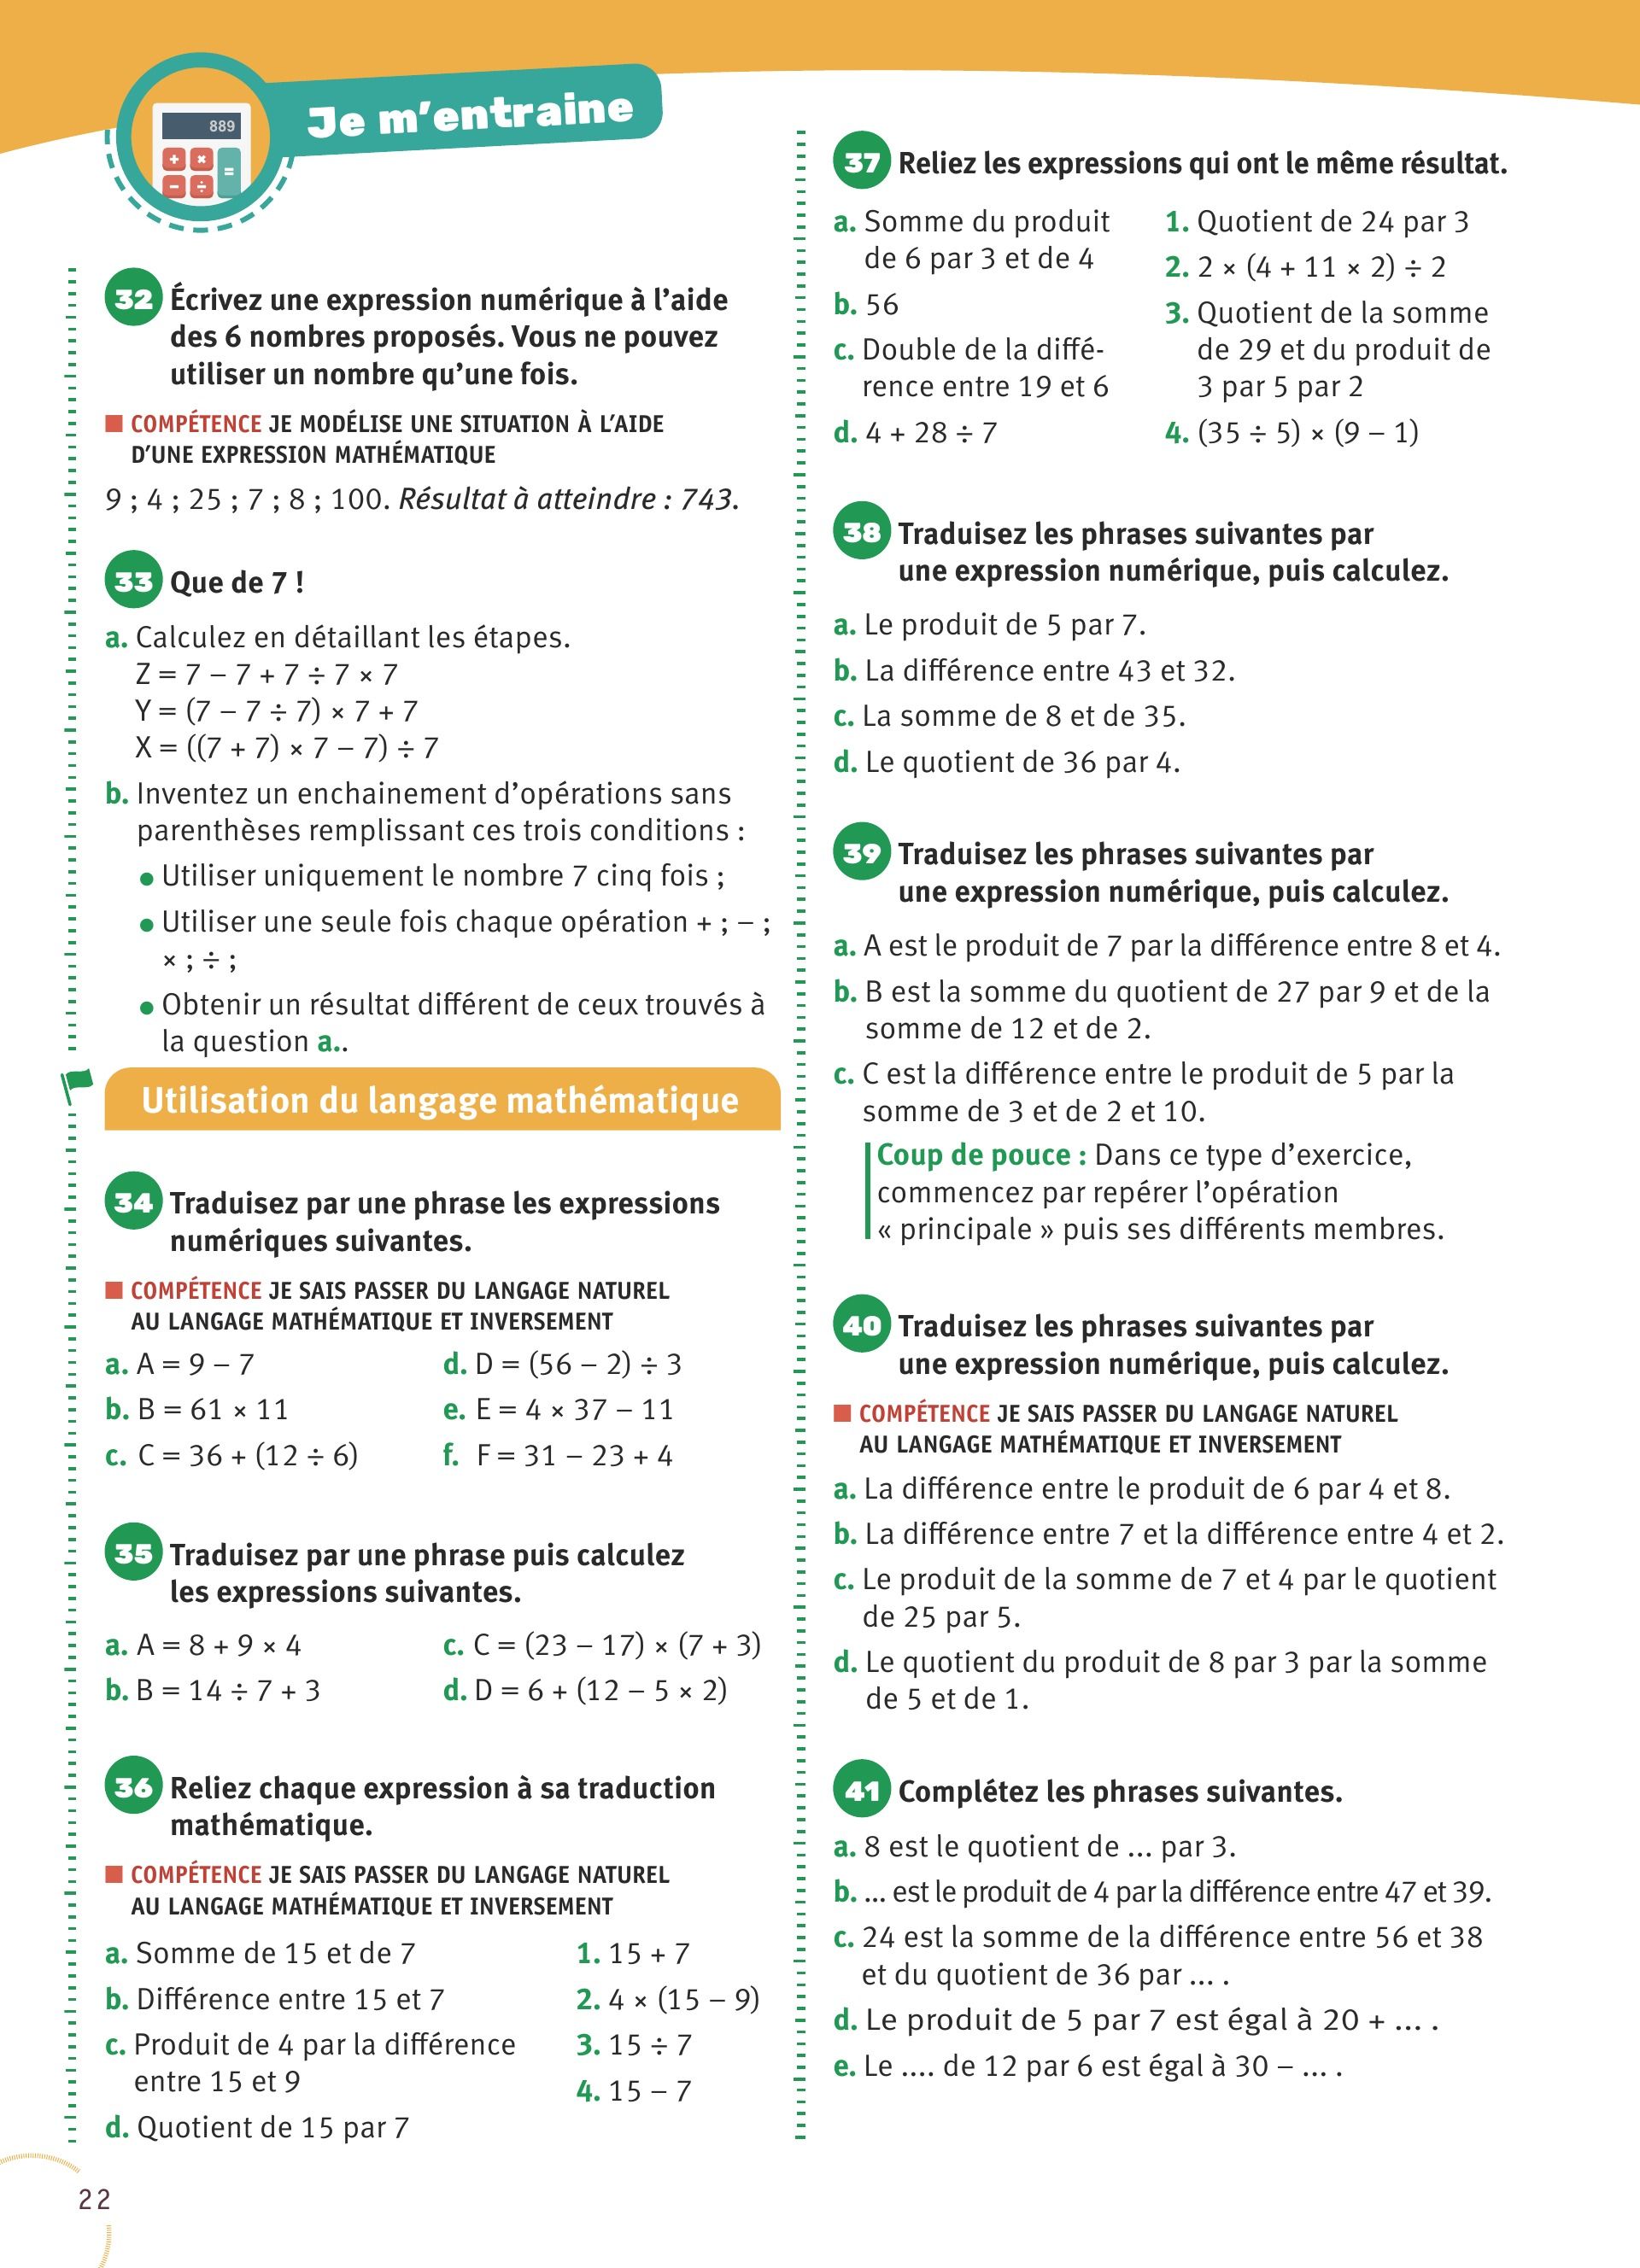 889
Je m’entraine
32 Écrivez une expression numérique à l’aide
des 6 nombres proposés. Vous ne pouvez
utiliser un nombre qu’une fois.
COMPÉTENCE JE MODÉLISE UNE SITUATION À L’AIDE
D’UNE EXPRESSION MATHÉMATIQUE
9 ; 4 ; 25 ; 7 ; 8 ; 100. Résultat à atteindre : 743.
33 Que de 7 !
a. Calculez en détaillant les étapes.
Z = 7 – 7 + 7 ÷ 7 × 7
Y = (7 – 7 ÷ 7) × 7 + 7
X = ((7 + 7) × 7 – 7) ÷ 7
b. Inventez un enchainement d’opérations sans
parenthèses remplissant ces trois conditions :
● Utiliser uniquement le nombre 7 cinq fois ;
● Utiliser une seule fois chaque opération + ; – ;
× ; ÷ ;
● Obtenir un résultat différent de ceux trouvés à
la question a..
Utilisation du langage mathématique
34 Traduisez par une phrase les expressions
numériques suivantes.
COMPÉTENCE JE SAIS PASSER DU LANGAGE NATUREL
AU LANGAGE MATHÉMATIQUE ET INVERSEMENT
a. A = 9 – 7
b. B = 61 × 11
c. C = 36 + (12 ÷ 6)
d. D = (56 – 2) ÷ 3
e. E = 4 × 37 – 11
f. F = 31 – 23 + 4
35 Traduisez par une phrase puis calculez
les expressions suivantes.
a. A = 8 + 9 × 4
b. B = 14 ÷ 7 + 3
c. C = (23 – 17) × (7 + 3)
d. D = 6 + (12 – 5 × 2)
36 Reliez chaque expression à sa traduction
mathématique.
COMPÉTENCE JE SAIS PASSER DU LANGAGE NATUREL
AU LANGAGE MATHÉMATIQUE ET INVERSEMENT
a. Somme de 15 et de 7
b. Différence entre 15 et 7
c. Produit de 4 par la différence
entre 15 et 9
d. Quotient de 15 par 7
1. 15 + 7
2. 4 × (15 – 9)
3. 15 ÷ 7
4. 15 – 7
37 Reliez les expressions qui ont le même résultat.
a. Somme du produit
de 6 par 3 et de 4
b. 56
c. Double de la diffé-
rence entre 19 et 6
d. 4 + 28 ÷ 7
1. Quotient de 24 par 3
2. 2 × (4 + 11 × 2) ÷ 2
3. Quotient de la somme
de 29 et du produit de
3 par 5 par 2
4. (35 ÷ 5) × (9 – 1)
38 Traduisez les phrases suivantes par
une expression numérique, puis calculez.
a. Le produit de 5 par 7.
b. La différence entre 43 et 32.
c. La somme de 8 et de 35.
d. Le quotient de 36 par 4.
39 Traduisez les phrases suivantes par
une expression numérique, puis calculez.
a. A est le produit de 7 par la différence entre 8 et 4.
b. B est la somme du quotient de 27 par 9 et de la
somme de 12 et de 2.
c. C est la différence entre le produit de 5 par la
somme de 3 et de 2 et 10.
Coup de pouce : Dans ce type d’exercice,
commencez par repérer l’opération
« principale » puis ses différents membres.
40 Traduisez les phrases suivantes par
une expression numérique, puis calculez.
COMPÉTENCE JE SAIS PASSER DU LANGAGE NATUREL
AU LANGAGE MATHÉMATIQUE ET INVERSEMENT
a. La différence entre le produit de 6 par 4 et 8.
b. La différence entre 7 et la différence entre 4 et 2.
c. Le produit de la somme de 7 et 4 par le quotient
de 25 par 5.
d. Le quotient du produit de 8 par 3 par la somme
de 5 et de 1.
41 Complétez les phrases suivantes.
a. 8 est le quotient de ... par 3.
b. ... est le produit de 4 par la différence entre 47 et 39.
c. 24 est la somme de la différence entre 56 et 38
et du quotient de 36 par ... .
d. Le produit de 5 par 7 est égal à 20 + ... .
e. Le .... de 12 par 6 est égal à 30 – ... .
22